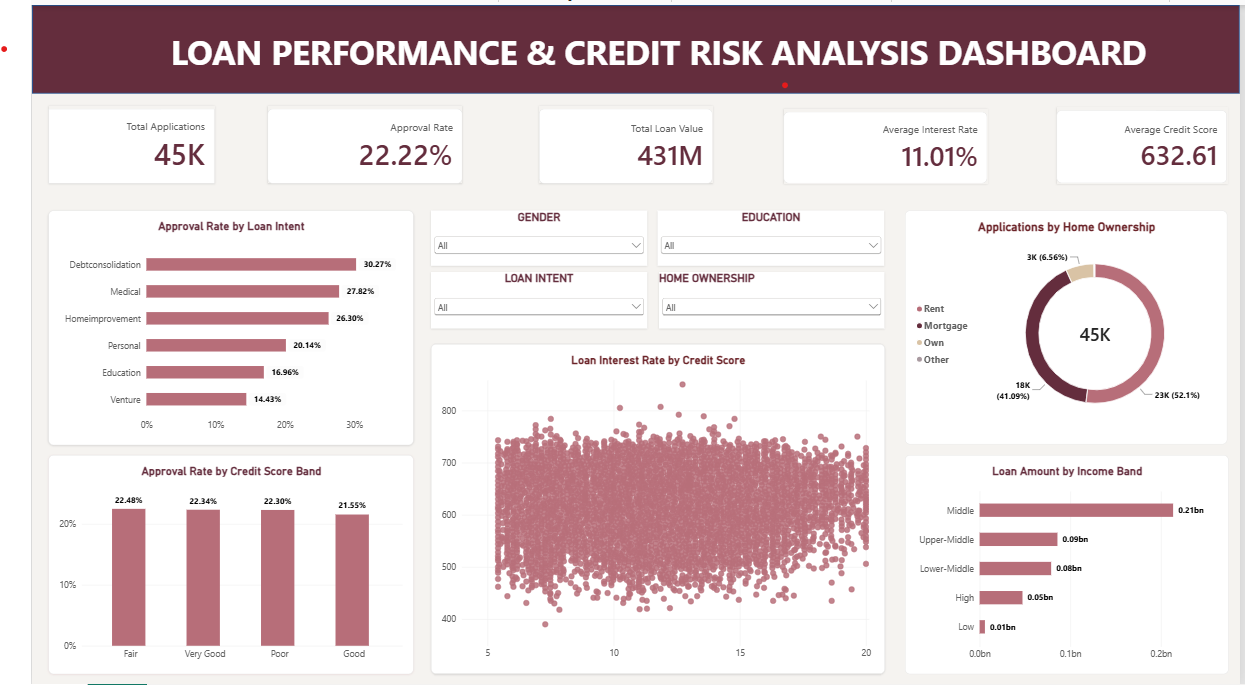 LOAN PERFORMANCE & CREDIT RISK ANALYSIS DASHBOARD
Total Applications
45K
Approval Rate
22.22%
Total Loan Value
431M
Average Interest Rate
11.01%
Average Credit Score
632.61
Approval Rate by Loan Intent
Debtconsolidation 30.27%
Medical 27.82%
Homeimprovement 26.30%
Personal 20.14%
Education 16.96%
Venture 14.43%
0% 10% 20% 30%
GENDER
All
EDUCATION
All
LOAN INTENT
All
HOME OWNERSHIP
All
Applications by Home Ownership
3K (6.56%)
Rent
Mortgage
Own
Other
45K
18K
(41.09%)
23K (52.1%)
Approval Rate by Credit Score Band
22.48% 22.34% 22.30% 21.55%
20%
10%
0%
Fair Very Good Poor Good
Loan Interest Rate by Credit Score
800
700
600
500
400
5 10 15 20
Loan Amount by Income Band
Middle 0.21bn
Upper-Middle 0.09bn
Lower-Middle 0.08bn
High 0.05bn
Low 0.01bn
0.0bn 0.1bn 0.2bn